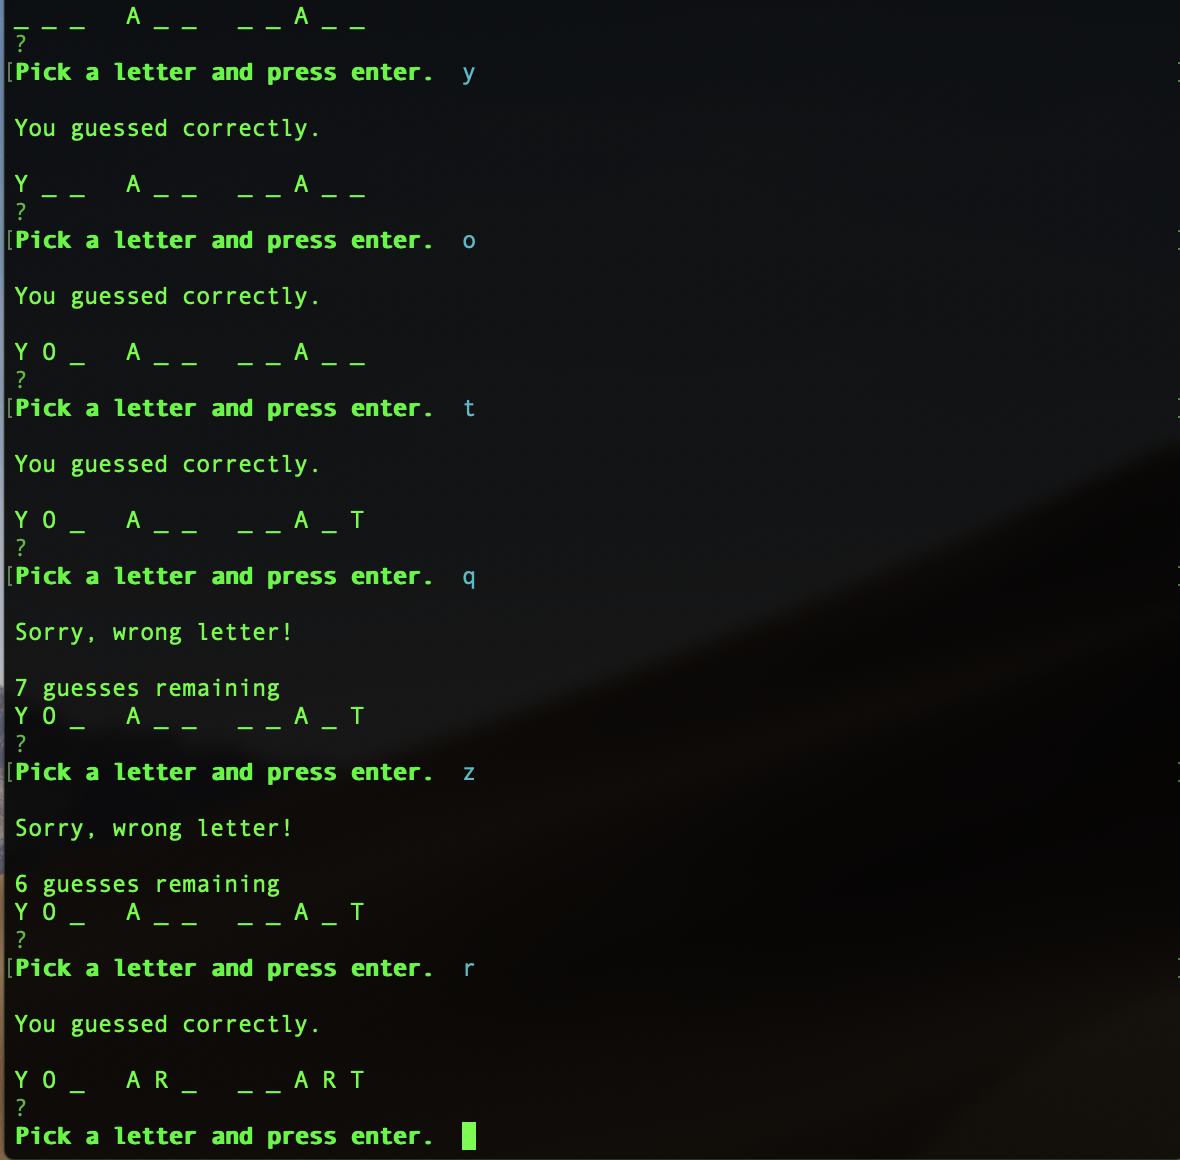 _ _ _   A _ _   _ _ A _ _
?
[Pick a letter and press enter.  y
You guessed correctly.
Y _ _   A _ _   _ _ A _ _
?
[Pick a letter and press enter.  o
You guessed correctly.
Y O _   A _ _   _ _ A _ _
?
[Pick a letter and press enter.  t
You guessed correctly.
Y O _   A _ _   _ _ A _ T
?
[Pick a letter and press enter.  q
Sorry, wrong letter!
7 guesses remaining
Y O _   A _ _   _ _ A _ T
?
[Pick a letter and press enter.  z
Sorry, wrong letter!
6 guesses remaining
Y O _   A _ _   _ _ A _ T
?
[Pick a letter and press enter.  r
You guessed correctly.
Y O _   A R _   _ _ A R T
?
Pick a letter and press enter.